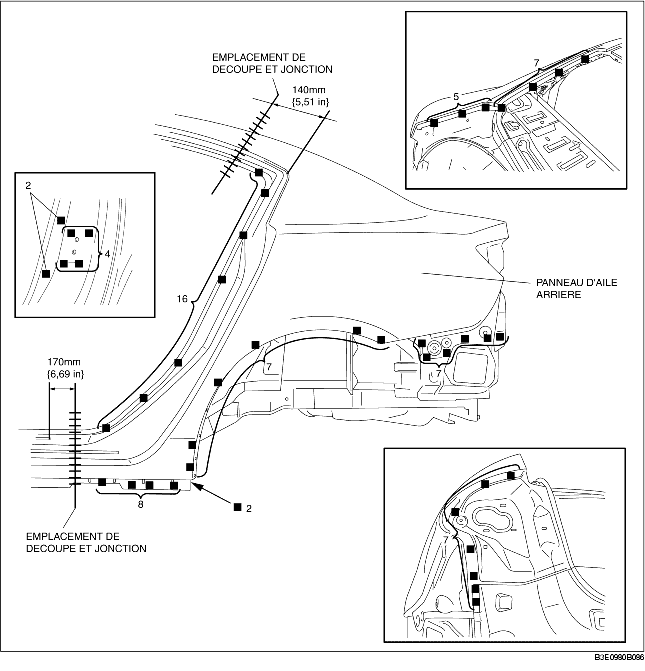 EMPLACEMENT DE
DECOUPE ET JONCTION
140mm
{5,51 in}
7
5
2
4
16
PANNEAU D'AILE
ARRIERE
170mm
{6,69 in}
7
7
8
2
EMPLACEMENT DE
DECOUPE ET JONCTION
7
B3E0980B096